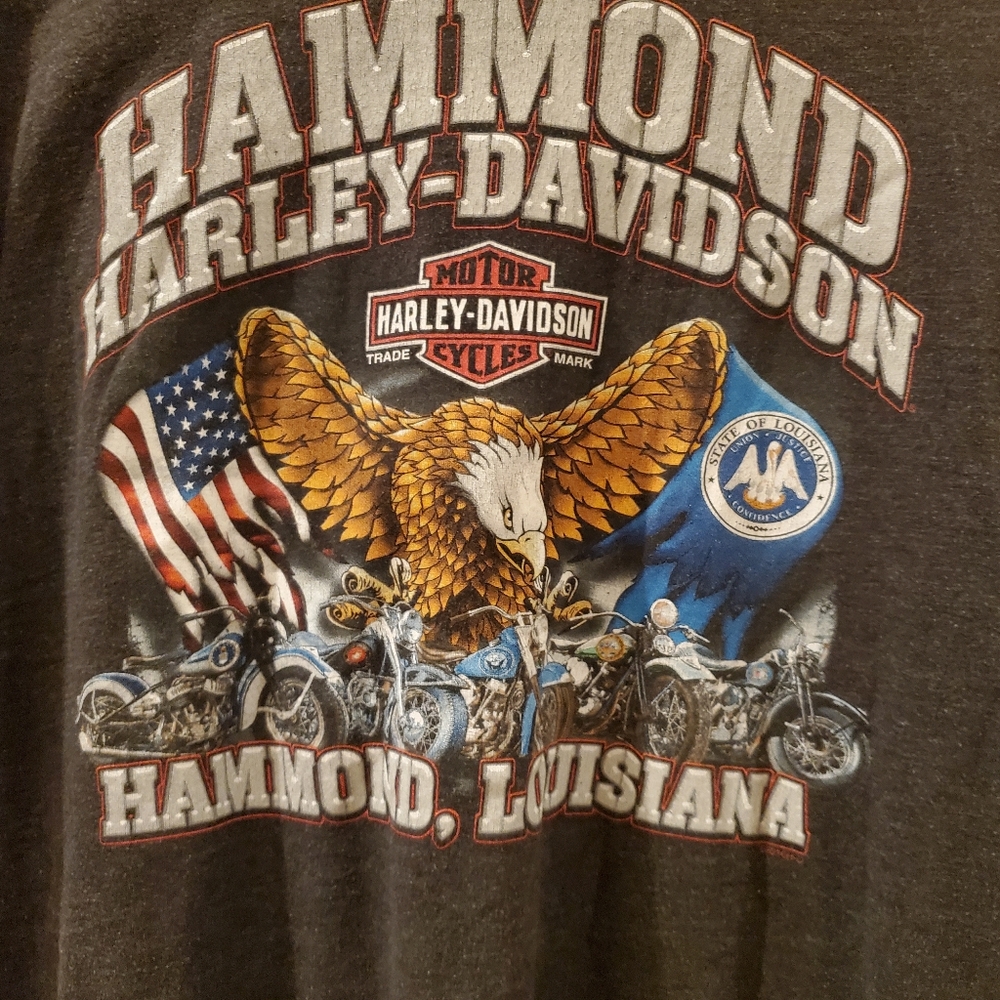 HAMMOND
HARLEY-DAVIDSON
MOTOR
HARLEY-DAVIDSON
CYCLES
TRADE MARK
STATE OF LOUISIANA
UNION · JUSTICE
· CONFIDENCE ·
HAMMOND, LOUISIANA